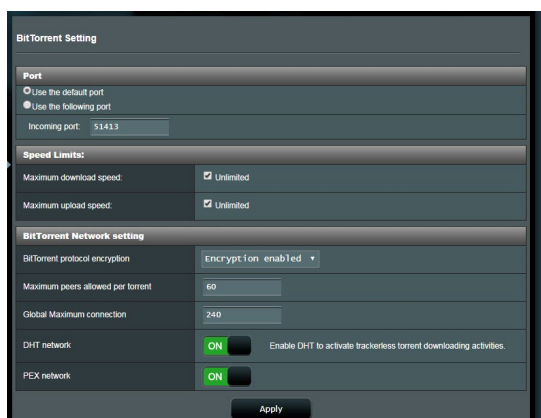 BitTorrent Setting
Port
Use the default port
Use the following port
Incoming port: 51413
Speed Limits:
Maximum download speed: Unlimited
Maximum upload speed: Unlimited
BitTorrent Network setting
BitTorrent protocol encryption Encryption enabled
Maximum peers allowed per torrent 60
Global Maximum connection 240
DHT network ON Enable DHT to activate trackerless torrent downloading activities.
PEX network ON
Apply